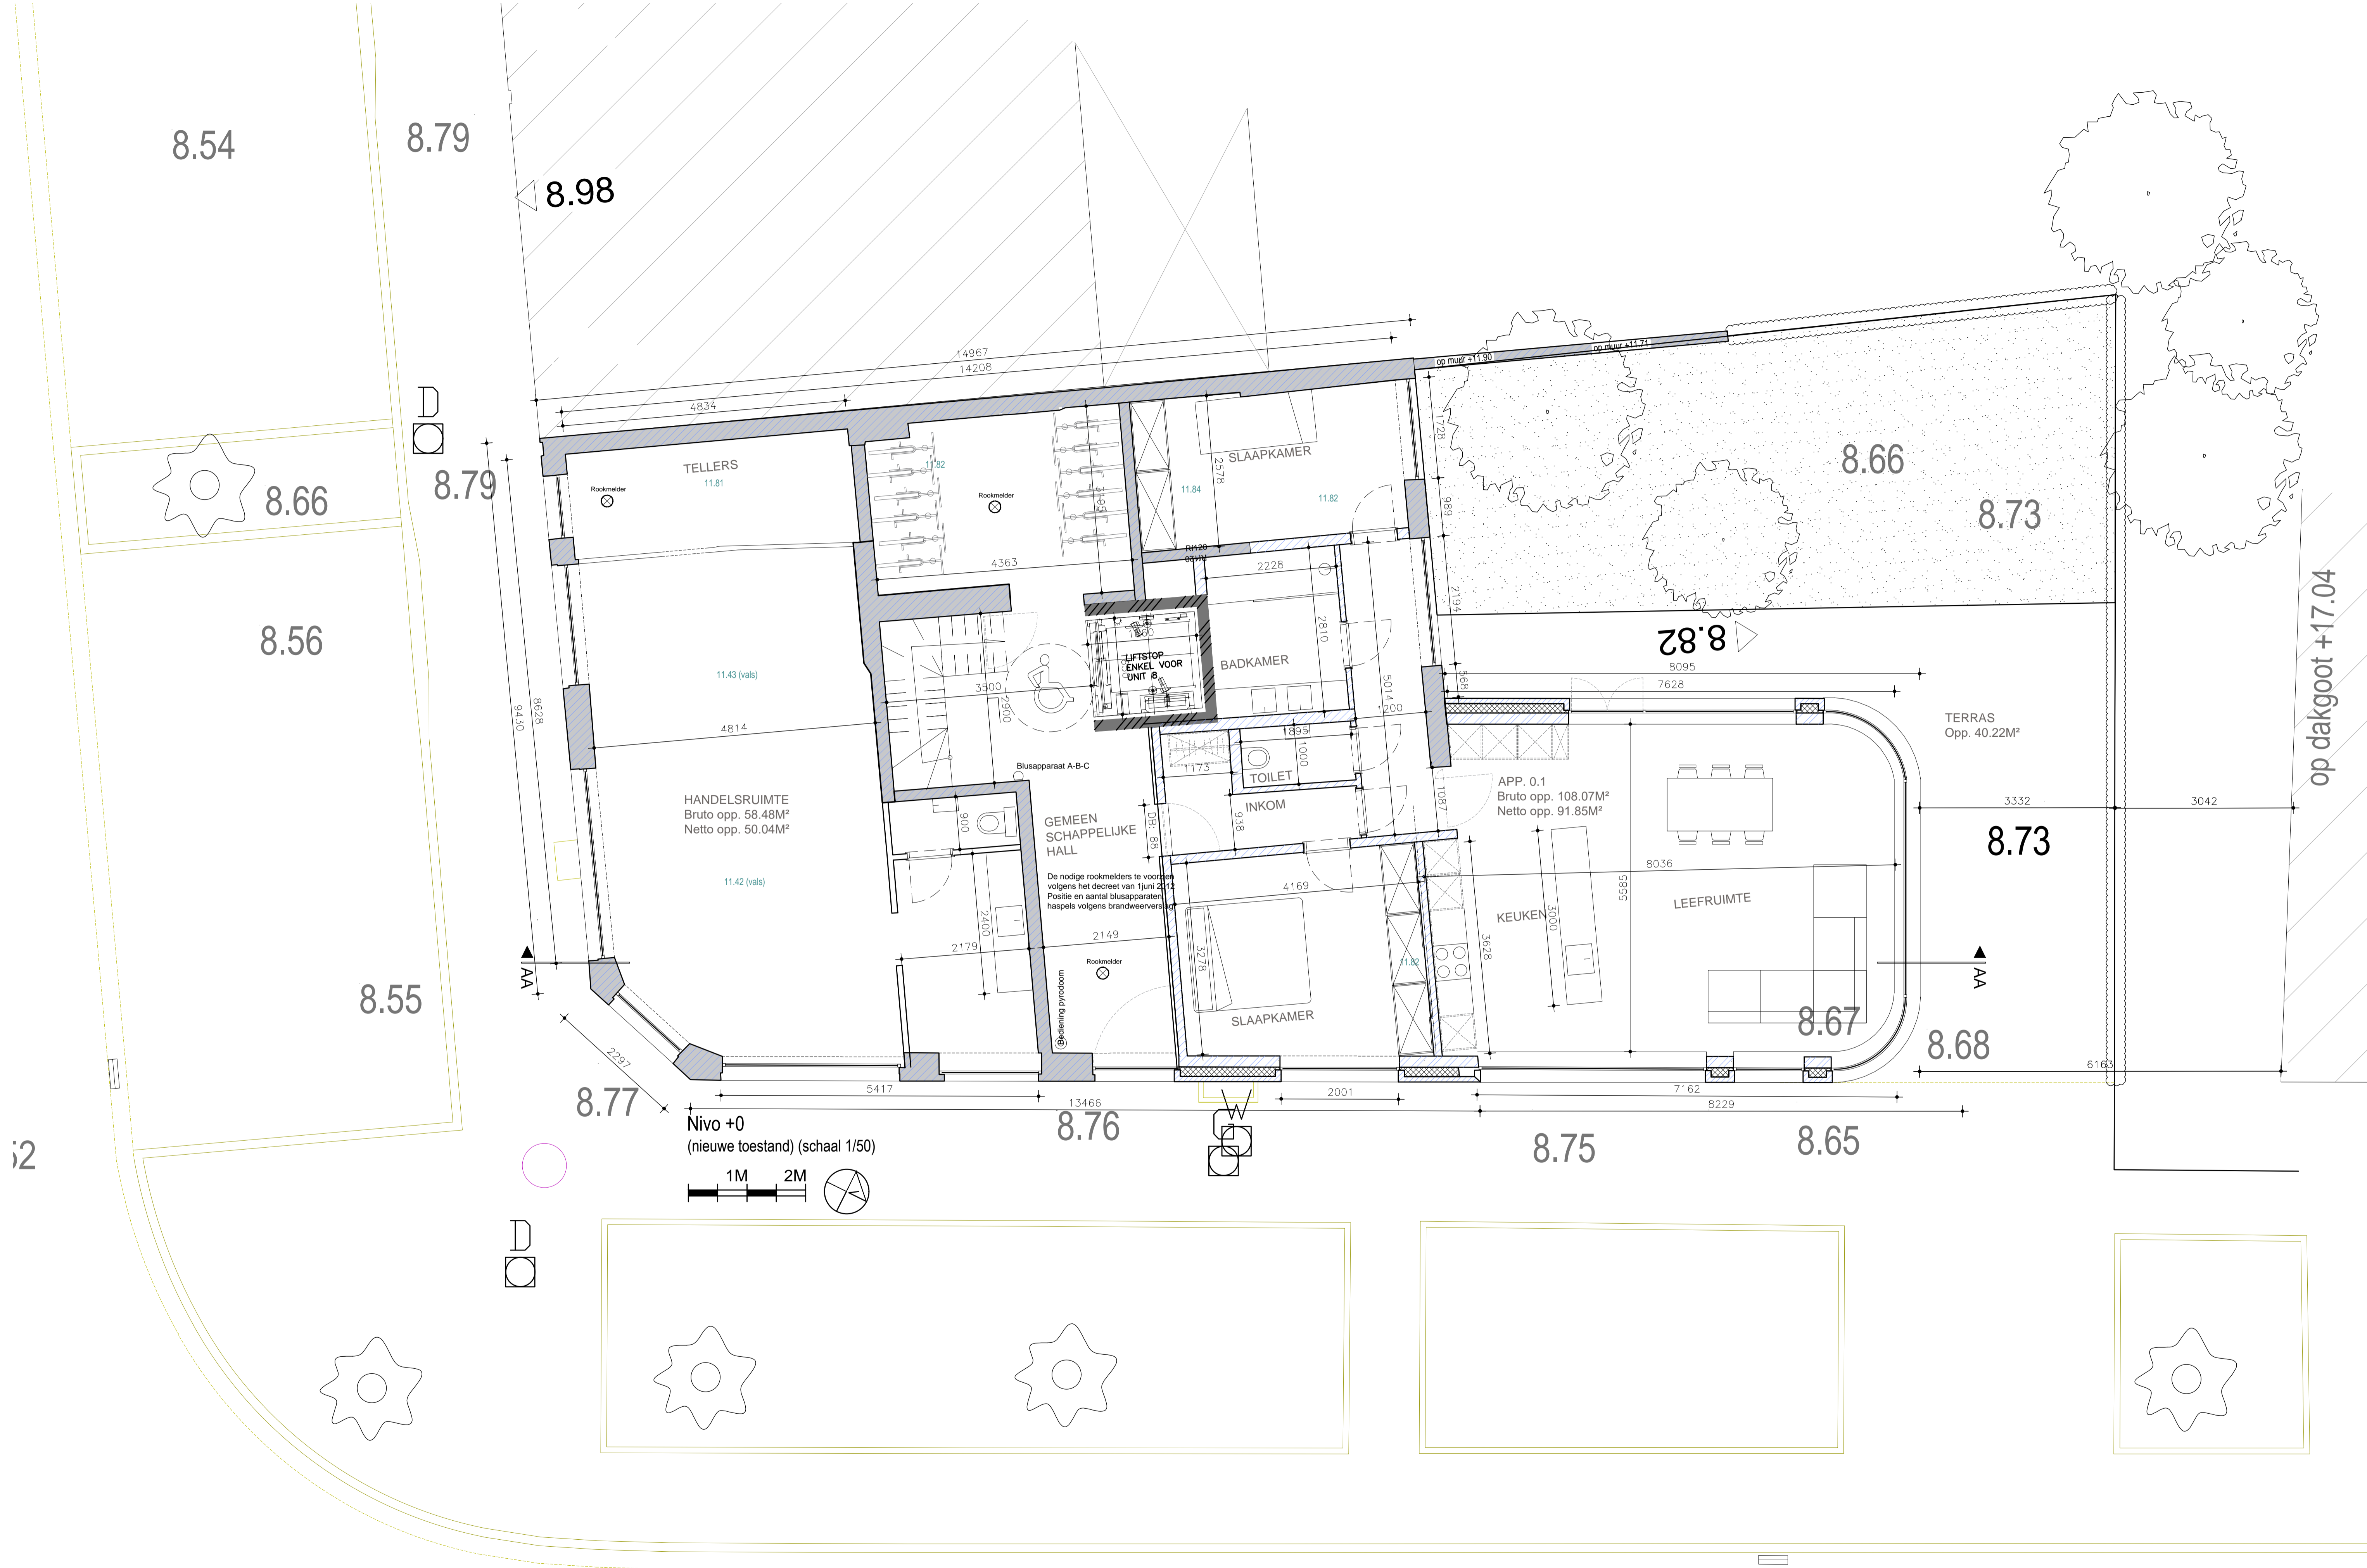 8.54
8.79
8.98
14967
14208
4834
op muur +11.90
op muur +11.71
D
8.79
8.66
TELLERS
11.81
Rookmelder
11.82
Rookmelder
3195
4363
11.84
SLAAPKAMER
2578
11.82
RI120
RI120
2228
1728
989
2194
568
8.66
8.73
8.82
op dakgoot +17.04
8.56
9430
8628
11.43 (vals)
4814
3500
2900
LIFTSTOP
ENKEL VOOR
UNIT 8
BADKAMER
2810
5014
1200
8095
7628
TERRAS
Opp. 40.22M²
1895
1173
1000
TOILET
INKOM
938
1087
Blusapparaat A-B-C
HANDELSRUIMTE
Bruto opp. 58.48M²
Netto opp. 50.04M²
11.42 (vals)
900
GEMEEN
SCHAPPELIJKE
HALL
DB: 88
De nodige rookmelders te voorzien
volgens het decreet van 1juni 2012
Positie en aantal blusapparaten,
haspels volgens brandweerverslag
APP. 0.1
Bruto opp. 108.07M²
Netto opp. 91.85M²
3332
3042
8.73
8036
5585
3000
KEUKEN
LEEFRUIMTE
4169
3628
3278
11.82
SLAAPKAMER
2400
2179
2149
Rookmelder
Bediening pyrodoom
AA
AA
8.55
8.67
8.68
6163
2297
8.77
5417
13466
2001
7162
8229
Nivo +0
(nieuwe toestand) (schaal 1/50)
1M
2M
8.76
W
G
8.75
8.65
D